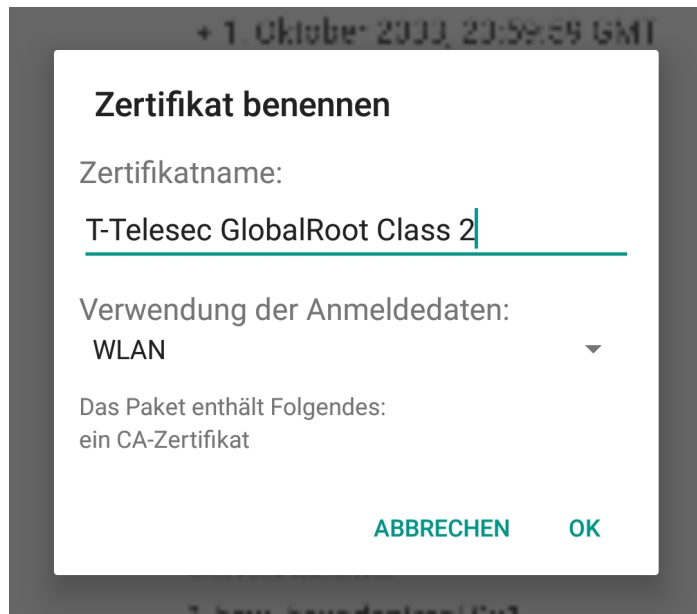 + 1. Oktober 2033, 23:59:59 GMT
Zertifikat benennen
Zertifikatname:
T-Telesec GlobalRoot Class 2
Verwendung der Anmeldedaten:
WLAN
Das Paket enthält Folgendes:
ein CA-Zertifikat
ABBRECHEN OK